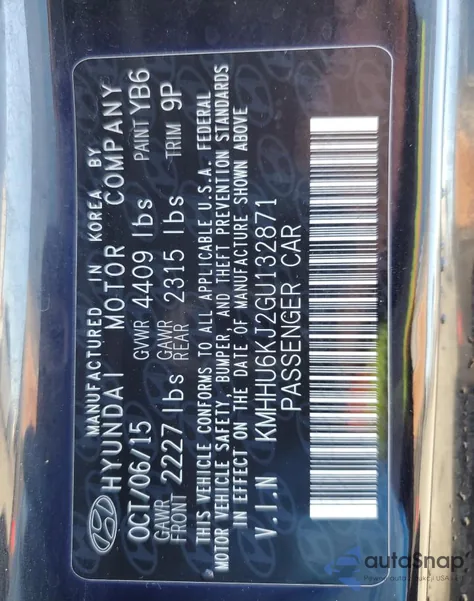 MANUFACTURED IN KOREA BY
HYUNDAI MOTOR COMPANY
OCT/06/15 GVWR 4409 lbs PAINT YB6
GAWR FRONT 2227 lbs GAWR REAR 2315 lbs TRIM 9P
THIS VEHICLE CONFORMS TO ALL APPLICABLE U.S.A. FEDERAL
MOTOR VEHICLE SAFETY, BUMPER, AND THEFT PREVENTION STANDARDS
IN EFFECT ON THE DATE OF MANUFACTURE SHOWN ABOVE
V.I.N KMHHU6KJ2GU132871
PASSENGER CAR
autoSnap